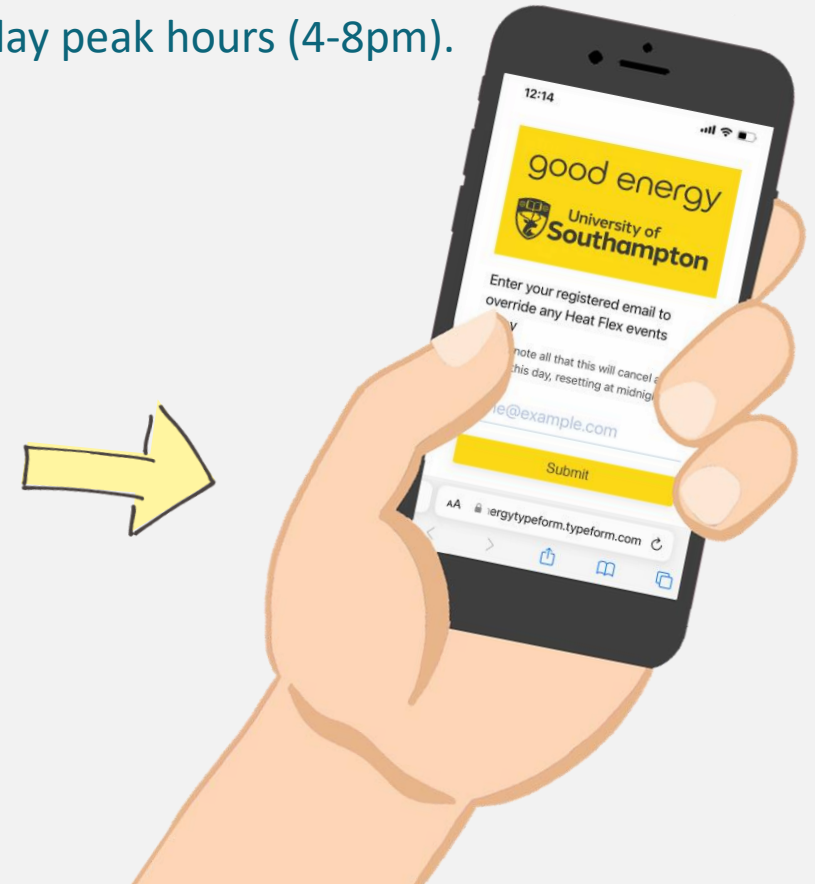 lay peak hours (4-8pm).
12:14
good energy
University of
Southampton
Enter your registered email to
override any Heat Flex events
note all that this will cancel
this day, resetting at
@example.com
Submit
AA ergytypeform.typeform.com